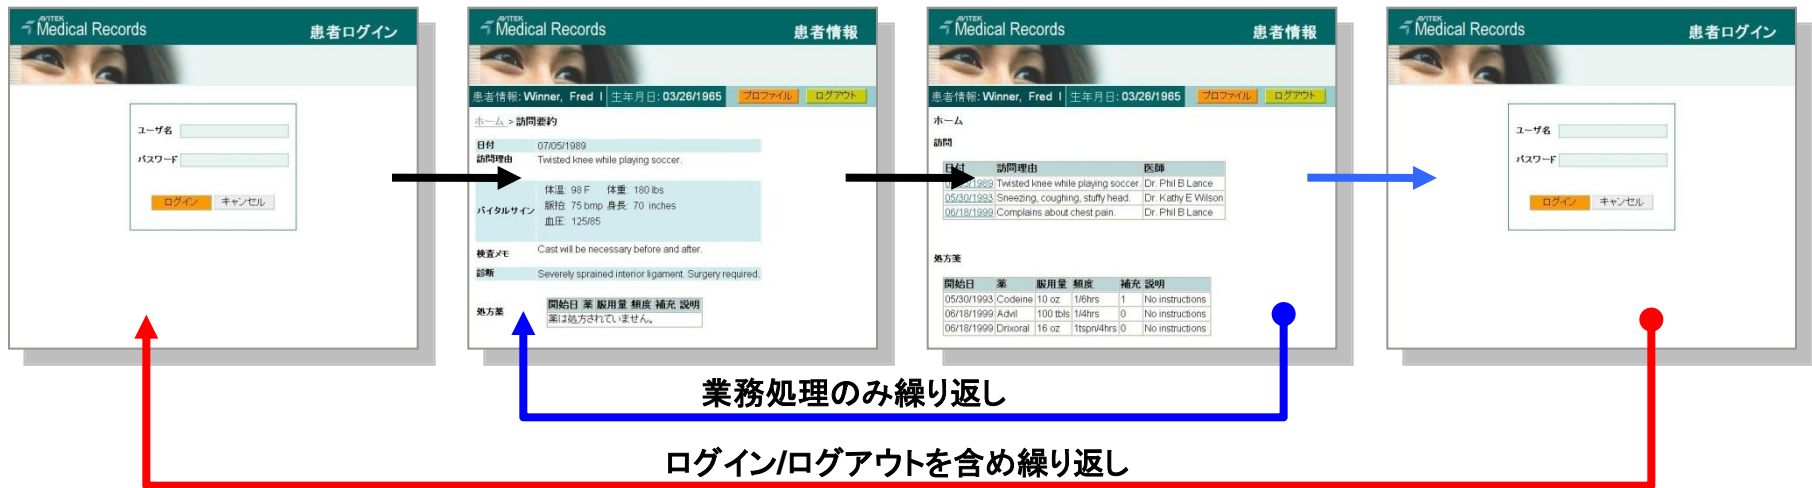 AVITEK
Medical Records
患者ログイン
ユーザ名
パスワード
ログイン キャンセル
AVITEK
Medical Records
患者情報
患者情報: Winner, Fred I 生年月日: 03/26/1965 プロファイル ログアウト
ホーム > 訪問要約
日付 07/05/1989
訪問理由 Twisted knee while playing soccer.
バイタルサイン
体温: 98 F 体重: 180 lbs
脈拍: 75 bmp 身長: 70 inches
血圧: 125/85
検査メモ Cast will be necessary before and after.
診断 Severely sprained interior ligament. Surgery required.
処方薬
開始日 薬 服用量 頻度 補充 説明
薬は処方されていません。
AVITEK
Medical Records
患者情報
患者情報: Winner, Fred I 生年月日: 03/26/1965 プロファイル ログアウト
ホーム
訪問
日付 訪問理由 医師
/1989 Twisted knee while playing soccer. Dr. Phil B Lance
05/30/1993 Sneezing, coughing, stuffy head. Dr. Kathy E Wilson
06/18/1999 Complains about chest pain. Dr. Phil B Lance
処方箋
開始日 薬 服用量 頻度 補充 説明
05/30/1993 Codeine 10 oz 1/6hrs 1 No instructions
06/18/1999 Advil 100 tbls 1/4hrs 0 No instructions
06/18/1999 Drixoral 16 oz 1tspn/4hrs 0 No instructions
AVITEK
Medical Records
患者ログイン
ユーザ名
パスワード
ログイン キャンセル
業務処理のみ繰り返し
ログイン/ログアウトを含め繰り返し